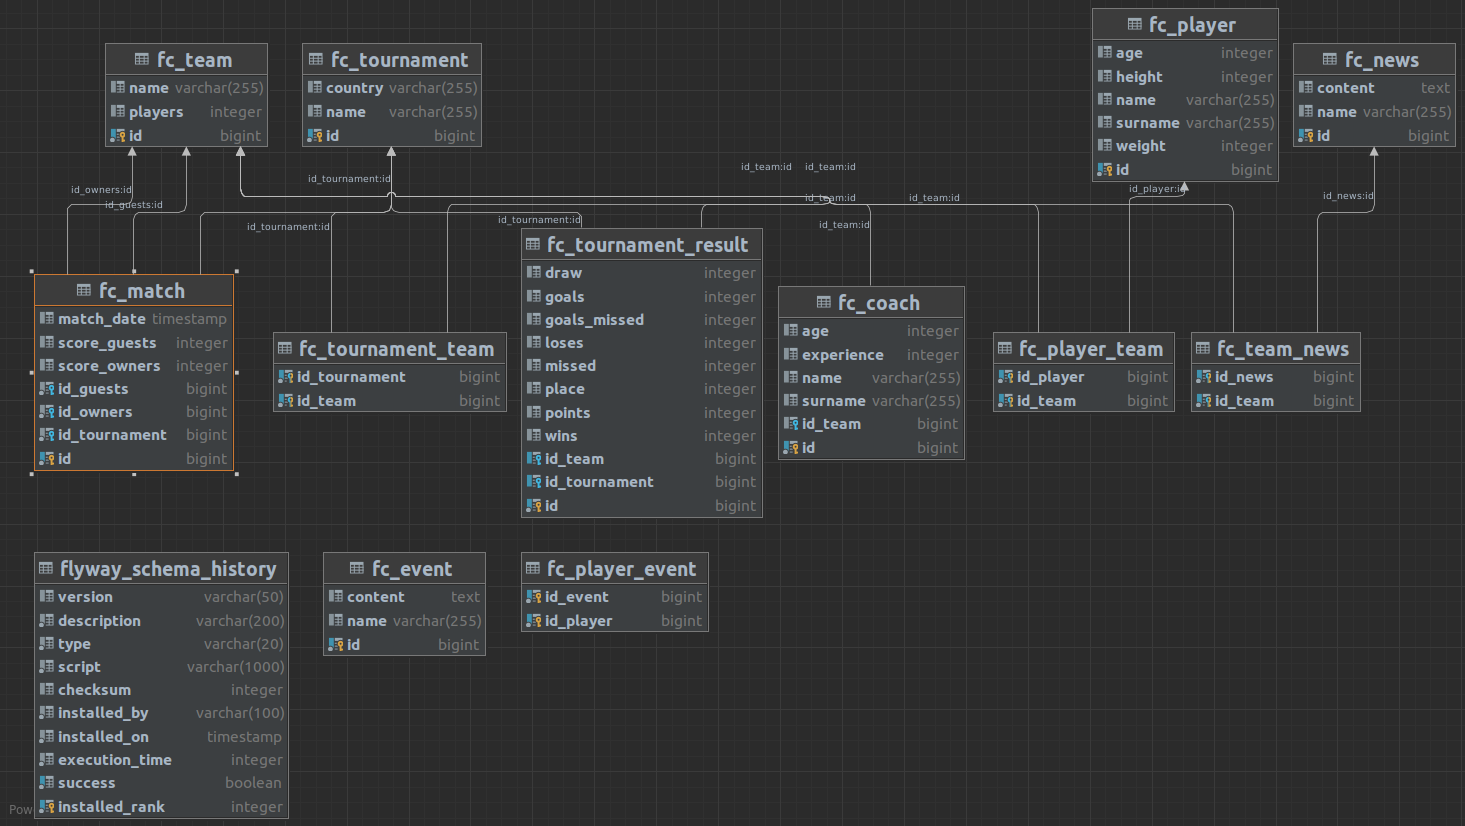 fc_team
name varchar(255)
players integer
id bigint
fc_tournament
country varchar(255)
name varchar(255)
id bigint
fc_player
age integer
height integer
name varchar(255)
surname varchar(255)
weight integer
id bigint
fc_news
content text
name varchar(255)
id bigint
id_owners:id
id_guests:id
id_tournament:id
id_tournament:id
id_tournament:id
id_team:id
id_team:id
id_team:id
id_team:id
id_team:id
id_player:id
id_news:id
fc_match
match_date timestamp
score_guests integer
score_owners integer
id_guests bigint
id_owners bigint
id_tournament bigint
id bigint
fc_tournament_team
id_tournament bigint
id_team bigint
fc_tournament_result
draw integer
goals integer
goals_missed integer
loses integer
missed integer
place integer
points integer
wins integer
id_team bigint
id_tournament bigint
id bigint
fc_coach
age integer
experience integer
name varchar(255)
surname varchar(255)
id_team bigint
id bigint
fc_player_team
id_player bigint
id_team bigint
fc_team_news
id_news bigint
id_team bigint
flyway_schema_history
version varchar(50)
description varchar(200)
type varchar(20)
script varchar(1000)
checksum integer
installed_by varchar(100)
installed_on timestamp
execution_time integer
success boolean
installed_rank integer
fc_event
content text
name varchar(255)
id bigint
fc_player_event
id_event bigint
id_player bigint
Pow